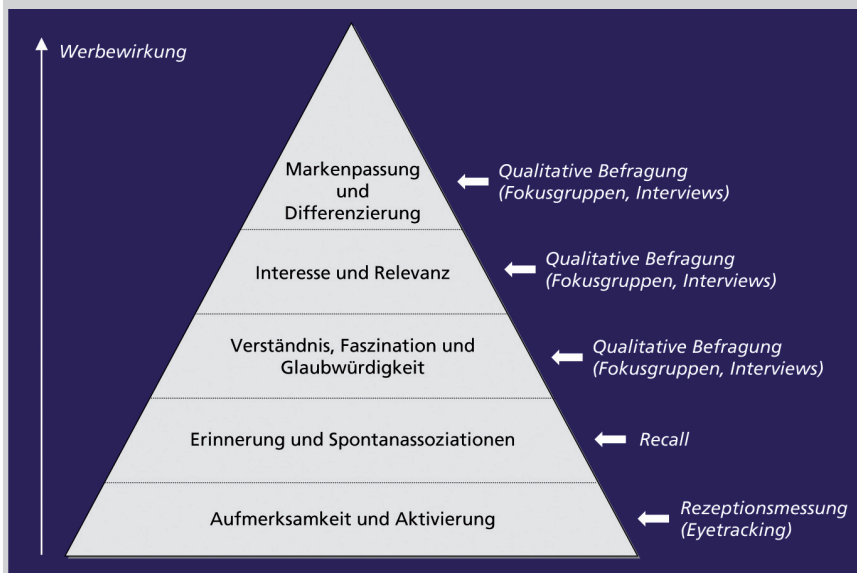 Werbewirkung
Markenpassung
und
Differenzierung
Qualitative Befragung
(Fokusgruppen, Interviews)
Interesse und Relevanz
Qualitative Befragung
(Fokusgruppen, Interviews)
Verständnis, Faszination und
Glaubwürdigkeit
Qualitative Befragung
(Fokusgruppen, Interviews)
Erinnerung und Spontanassoziationen
Recall
Aufmerksamkeit und Aktivierung
Rezeptionsmessung
(Eyetracking)